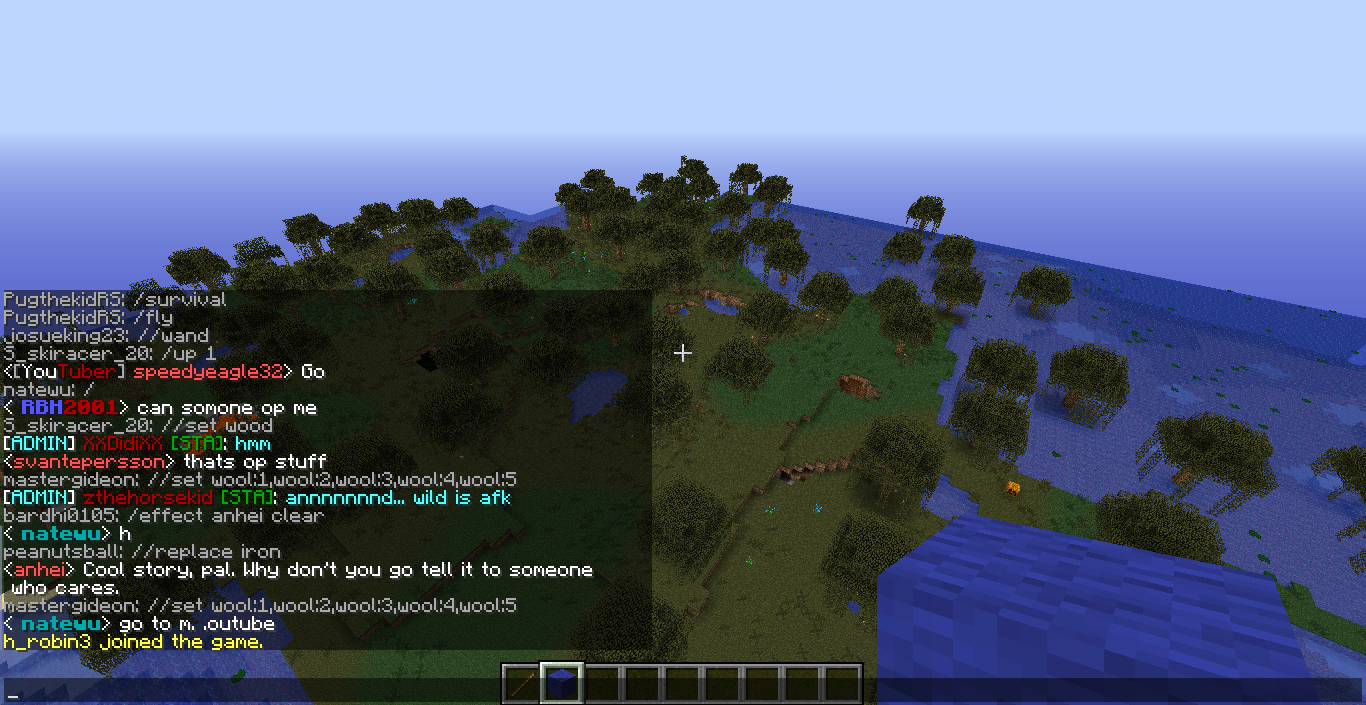 PugthekidRS: /survival
PugthekidRS: /fly
josueking23: //wand
S_skiracer_20: /up 1
<[YouTuber] speedyeagle32> Go
natewu: /
< RBH2001> can somone op me
S_skiracer_20: //set wood
[ADMIN] XXDidiXX [STA]: hmm
<svantepersson> thats op stuff
mastergideon: //set wool:1,wool:2,wool:3,wool:4,wool:5
[ADMIN] zthehorsekid [STA]: annnnnnnd... wild is afk
bardhi0105: /effect anhei clear
< natewu> h
peanutsball: //replace iron
<anhei> Cool story, pal. Why don't you go tell it to someone
who cares.
mastergideon: //set wool:1,wool:2,wool:3,wool:4,wool:5
< natewu> go to m. .outube
h_robin3 joined the game.
_